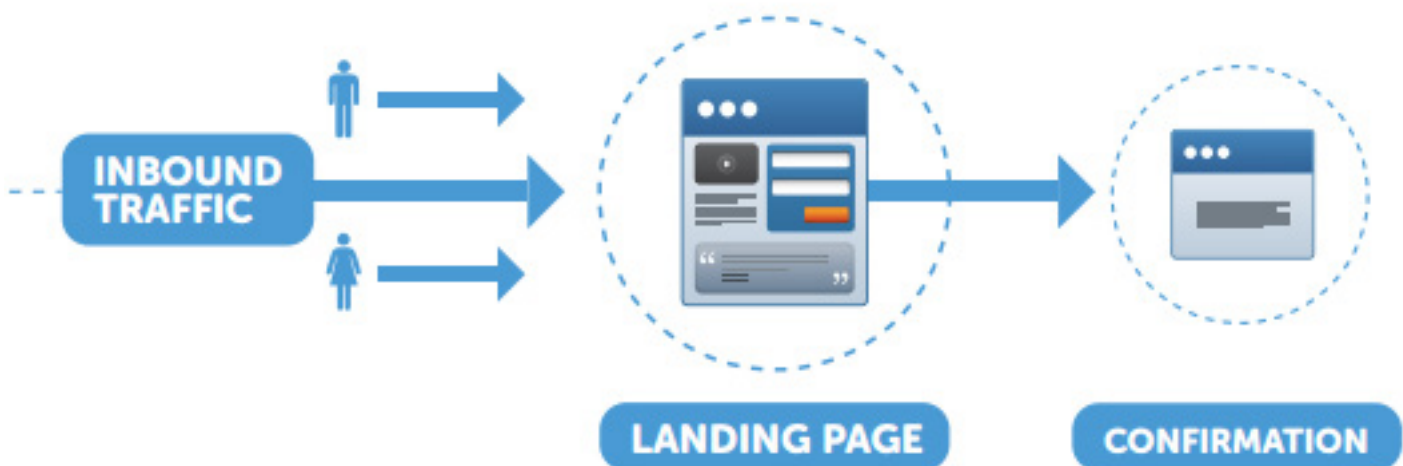 INBOUND
TRAFFIC
“
”
LANDING PAGE
CONFIRMATION